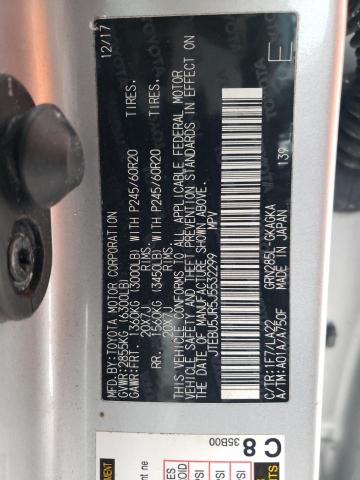 MFD. BY:TOYOTA MOTOR CORPORATION 12/17
GVWR:2855KG (6300LB)
GAWR:FRT. 1360KG (3000LB) WITH P245/60R20 TIRES,
20X7J RIMS,
RR. (3450LB) WITH P245/60R20 TIRES,
20X7J RIMS.
THIS VEHICLE CONFORMS TO ALL APPLICABLE FEDERAL MOTOR
VEHICLE SAFETY AND THEFT PREVENTION STANDARDS IN EFFECT ON
THE DATE OF MANUFACTURE SHOWN ABOVE.
JTEBU5JR5J5532299 MPV
C/TR:1F7/LA22 GRN285L-GKAGKA
A/TM:A01A/A750F MADE IN JAPAN 139
E
TOYOTA
C8
35B00